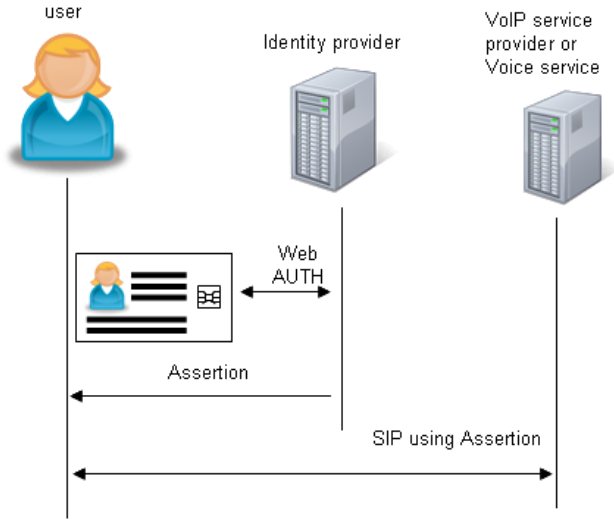 user
Identity provider
VoIP service
provider or
Voice service
Web
AUTH
Assertion
SIP using Assertion